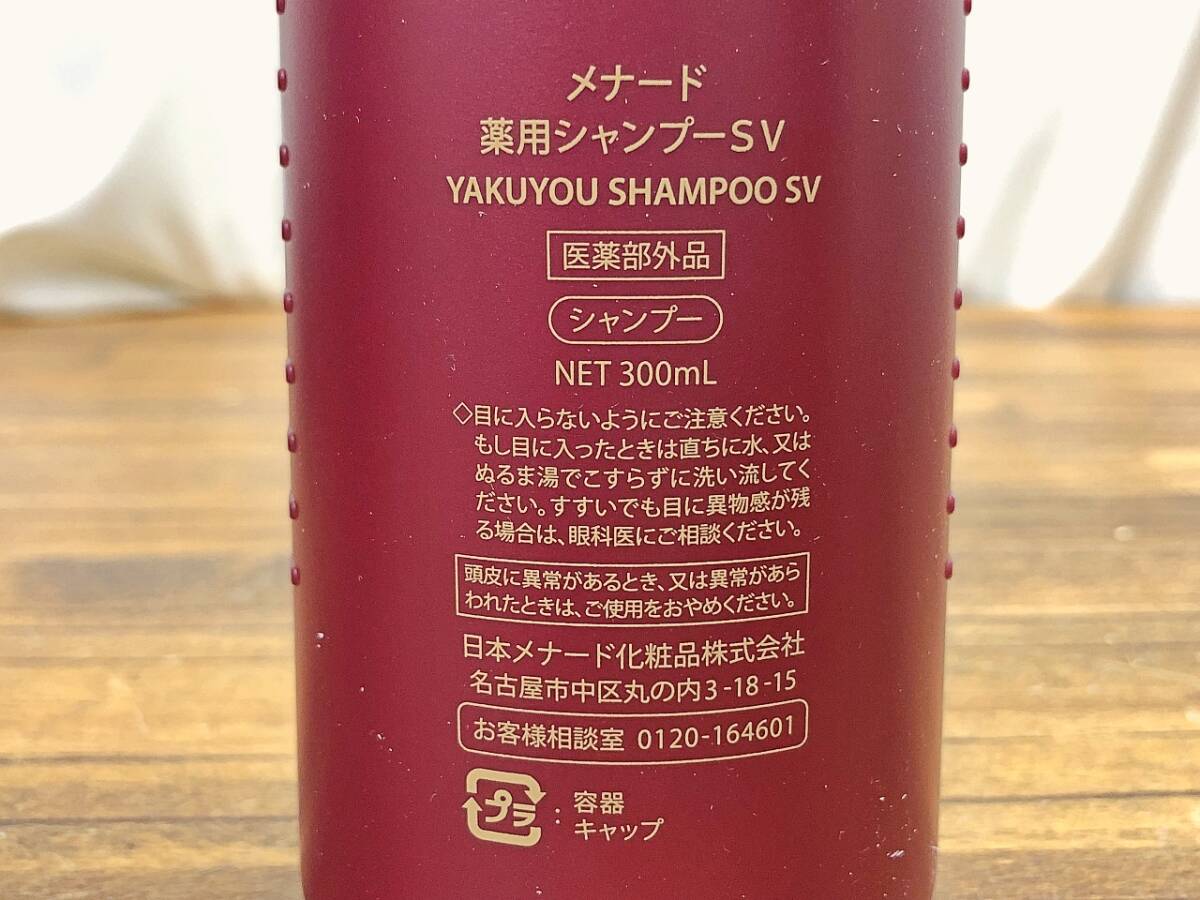 メナード
薬用シャンプーSV
YAKUYOU SHAMPOO SV
医薬部外品
シャンプー
NET 300mL
◇目に入らないようにご注意ください。
もし目に入ったときは直ちに水、又は
ぬるま湯でこすらずに洗い流してく
ださい。すすいでも目に異物感が残
る場合は、眼科医にご相談ください。
頭皮に異常があるとき、又は異常があら
われたときは、ご使用をおやめください。
日本メナード化粧品株式会社
名古屋市中区丸の内3-18-15
お客様相談室 0120-164601
プラ : 容器
キャップ